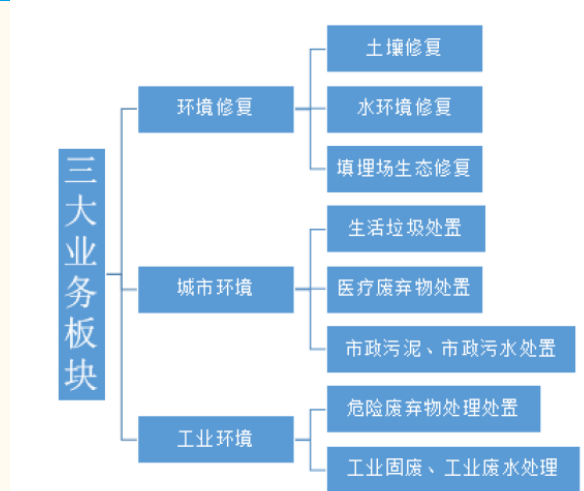 三大业务板块
环境修复
土壤修复
水环境修复
填埋场生态修复
城市环境
生活垃圾处置
医疗废弃物处置
市政污泥、市政污水处置
工业环境
危险废弃物处理处置
工业固废、工业废水处理